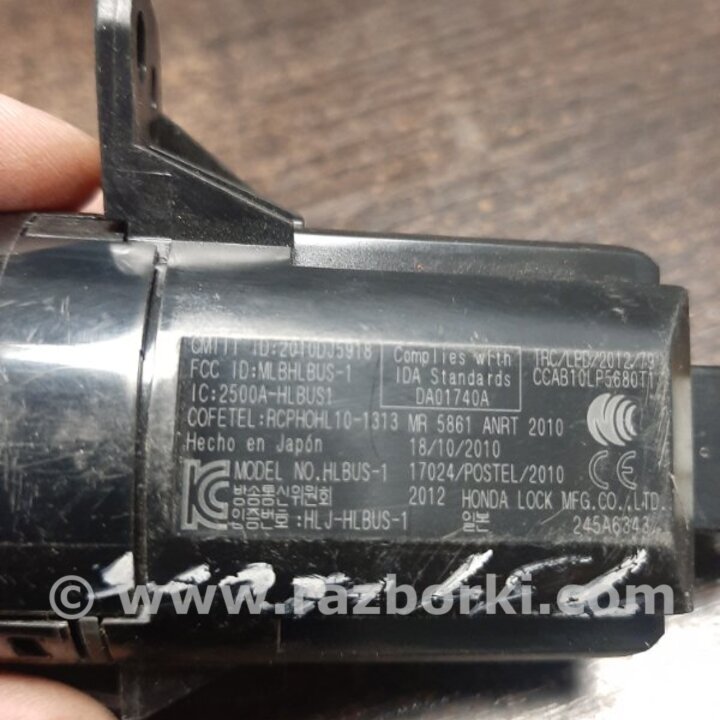 CMIIT ID:2010DJ5918
FCC ID:MLBHLBUS-1
IC:2500A-HLBUS1
Complies with
IDA Standards
DA01740A
TRC/LPD/2012/79
CCAB10LP5680T1
COFETEL:RCPHOHL10-1313 MR 5861 ANRT 2010
Hecho en Japón 18/10/2010
MODEL NO.HLBUS-1 17024/POSTEL/2010
방송통신위원회 2012 HONDA LOCK MFG.CO.,LTD.
인증번호:HLJ-HLBUS-1 일본 245A6343
© www.razborki.com